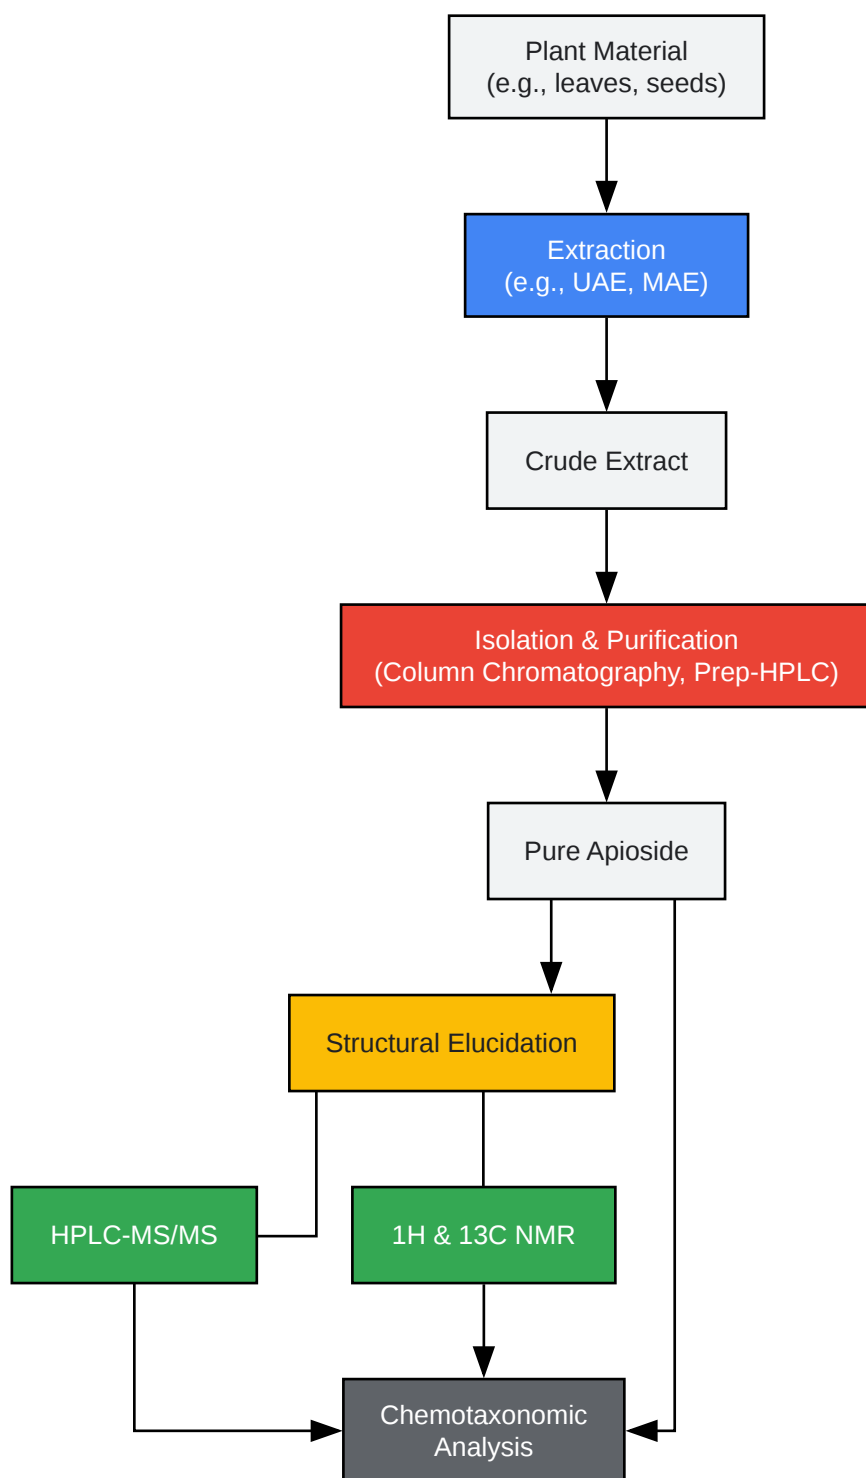 Plant Material
(e.g., leaves, seeds)
Extraction
(e.g., UAE, MAE)
Crude Extract
Isolation & Purification
(Column Chromatography, Prep-HPLC)
Pure Apioside
Structural Elucidation
HPLC-MS/MS
1H & 13C NMR
Chemotaxonomic
Analysis